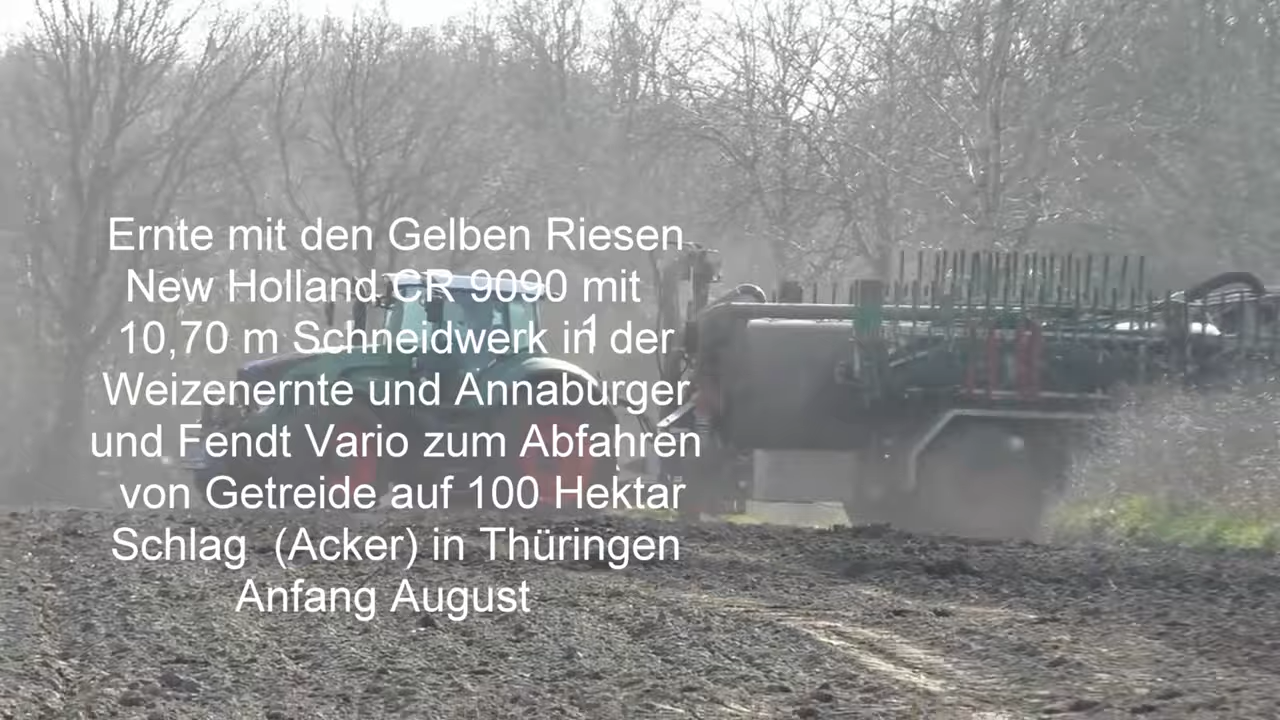 Ernte mit den Gelben Riesen
New Holland CR 9090 mit
10,70 m Schneidwerk in der
1
Weizenernte und Annaburger
und Fendt Vario zum Abfahren
von Getreide auf 100 Hektar
Schlag (Acker) in Thüringen
Anfang August